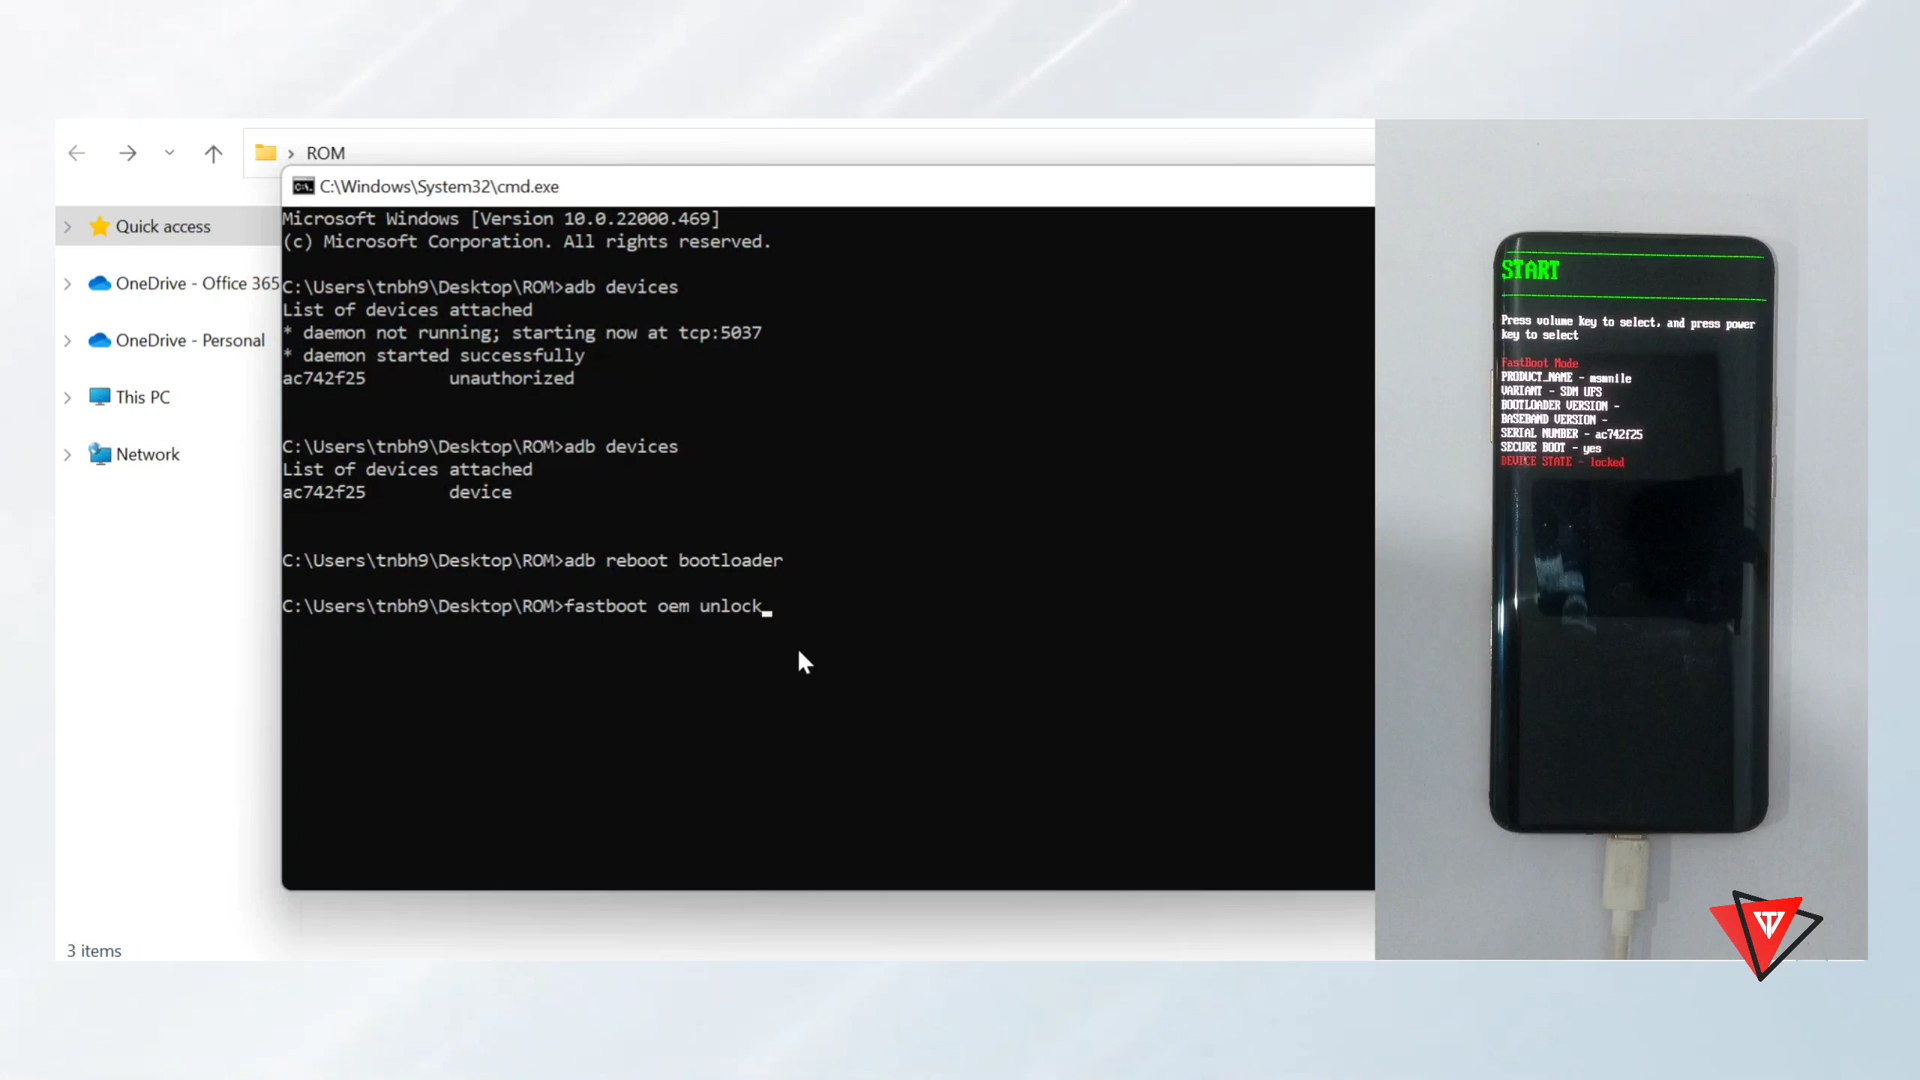 ROM
C:\Windows\System32\cmd.exe
Quick access
OneDrive - Office 365
OneDrive - Personal
This PC
Network
3 items
Microsoft Windows [Version 10.0.22000.469]
(c) Microsoft Corporation. All rights reserved.
C:\Users\tnbh9\Desktop\ROM>adb devices
List of devices attached
* daemon not running; starting now at tcp:5037
* daemon started successfully
ac742f25 unauthorized
C:\Users\tnbh9\Desktop\ROM>adb devices
List of devices attached
ac742f25 device
C:\Users\tnbh9\Desktop\ROM>adb reboot bootloader
C:\Users\tnbh9\Desktop\ROM>fastboot oem unlock_
START
Press volume key to select, and press power
key to select
FastBoot Mode
PRODUCT_NAME - msmnile
VARIANT - SDM UFS
BOOTLOADER VERSION -
BASEBAND VERSION -
SERIAL NUMBER - ac742f25
SECURE BOOT - yes
DEVICE STATE - locked